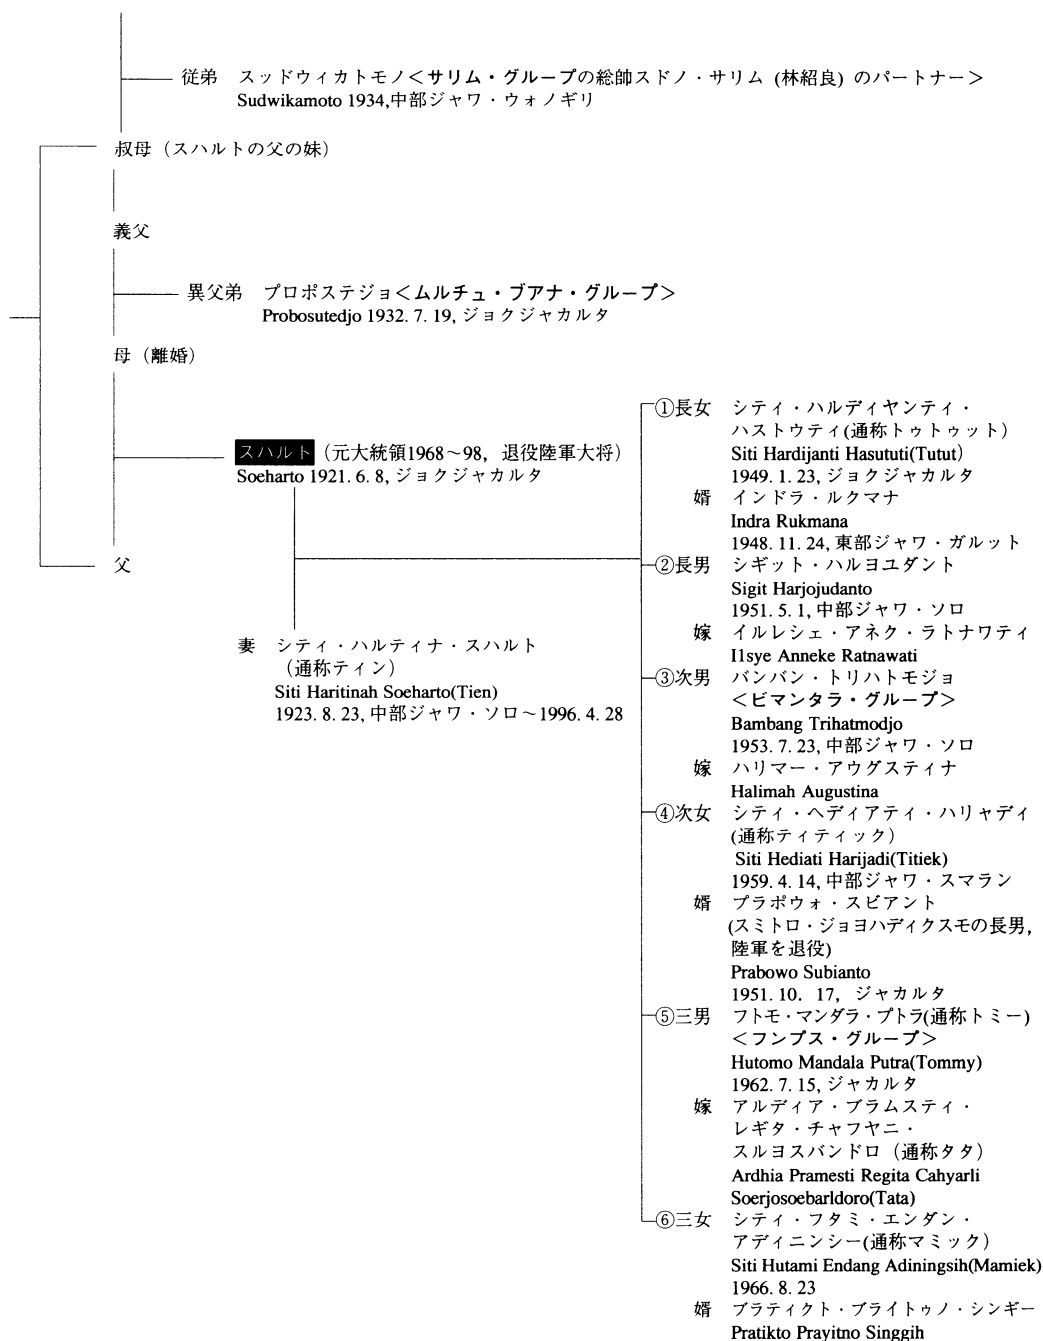 従弟 スッドウィカトモノ<サリム・グループの総帥スドノ・サリム (林紹良) のパートナー>
Sudwikamoto 1934,中部ジャワ・ウォノギリ
叔母（スハルトの父の妹）
義父
異父弟 プロボステジョ<ムルチュ・ブアナ・グループ>
Probosutedjo 1932. 7. 19, ジョクジャカルタ
母（離婚）
スハルト（元大統領1968～98，退役陸軍大将）
Soeharto 1921. 6. 8, ジョクジャカルタ
父
妻 シティ・ハルティナ・スハルト
（通称ティン）
Siti Haritinah Soeharto(Tien)
1923. 8. 23, 中部ジャワ・ソロ～1996. 4. 28
①長女 シティ・ハルディヤンティ・
ハストウティ(通称トゥトゥット）
Siti Hardijanti Hasututi(Tutut）
1949. 1. 23, ジョクジャカルタ
婿 インドラ・ルクマナ
Indra Rukmana
1948. 11. 24, 東部ジャワ・ガルット
②長男 シギット・ハルヨユダント
Sigit Harjojudanto
1951. 5. 1, 中部ジャワ・ソロ
嫁 イルレシェ・アネク・ラトナワティ
I1sye Anneke Ratnawati
③次男 バンバン・トリハトモジョ
<ビマンタラ・グループ>
Bambang Trihatmodjo
1953. 7. 23, 中部ジャワ・ソロ
嫁 ハリマー・アウグスティナ
Halimah Augustina
④次女 シティ・ヘディアティ・ハリャディ
(通称ティティック）
Siti Hediati Harijadi(Titiek)
1959. 4. 14, 中部ジャワ・スマラン
婿 プラボウォ・スビアント
(スミトロ・ジョヨハディクスモの長男，
陸軍を退役)
Prabowo Subianto
1951. 10. 17, ジャカルタ
⑤三男 フトモ・マンダラ・プトラ(通称トミー)
<フンプス・グループ>
Hutomo Mandala Putra(Tommy)
1962. 7. 15, ジャカルタ
嫁 アルディア・プラムスティ・
レギタ・チャフヤニ・
スルヨスバンドロ（通称タタ）
Ardhia Pramesti Regita Cahyarli
Soerjosoebarldoro(Tata)
⑥三女 シティ・フタミ・エンダン・
アディニンシー(通称マミック）
Siti Hutami Endang Adiningsih(Mamiek)
1966. 8. 23
婿 プラティクト・プライトゥノ・シンギー
Pratikto Prayitno Singgih